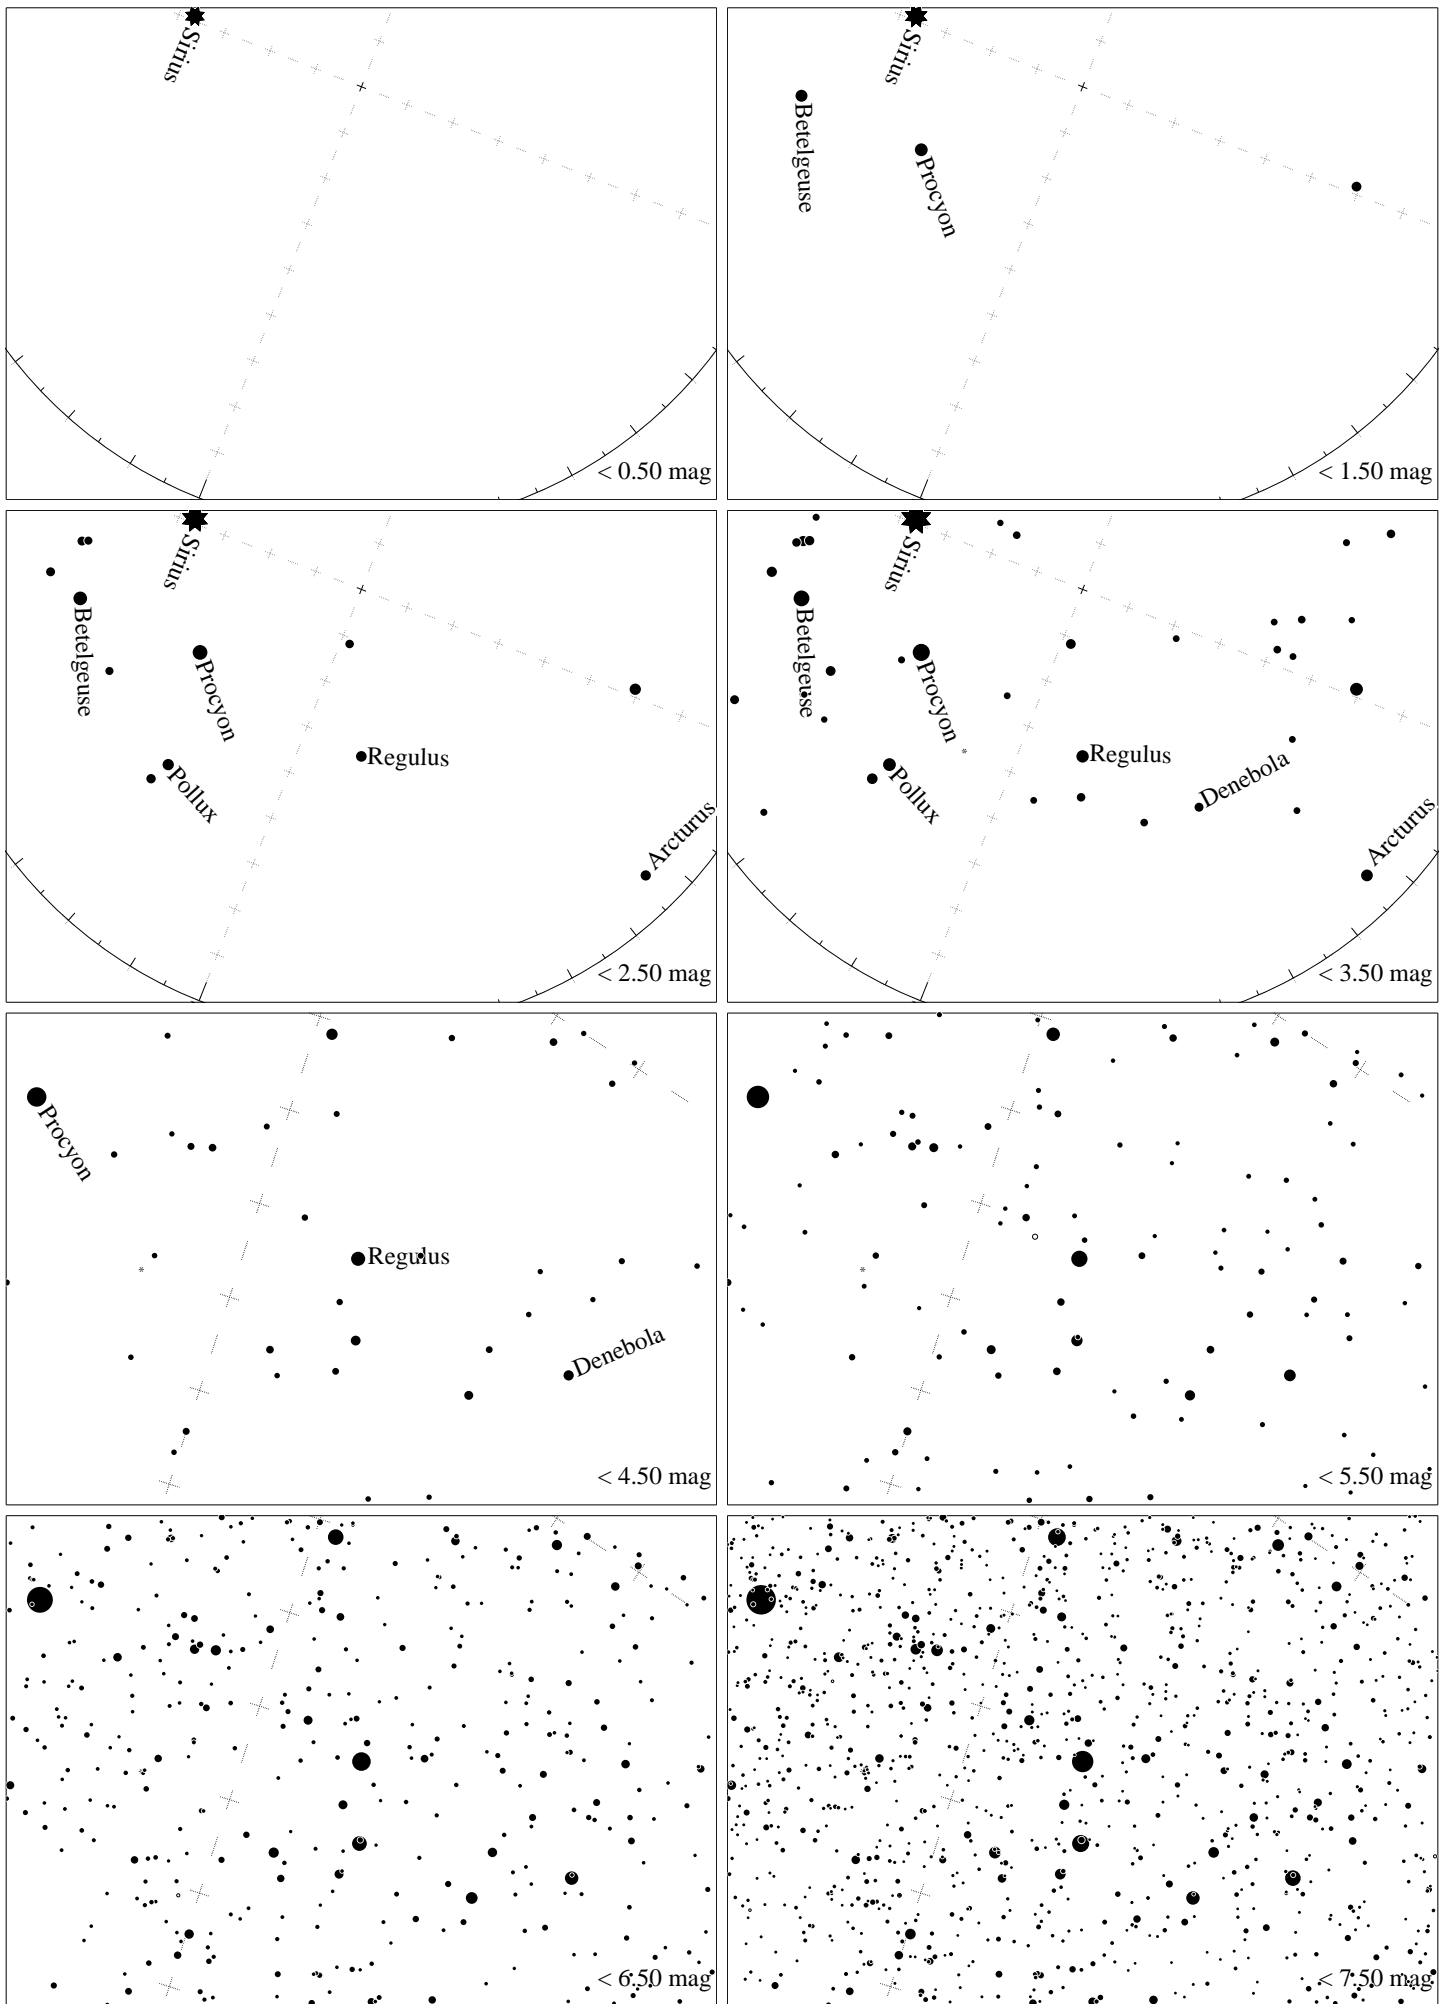 Sirius
< 0.50 mag
Sirius
Betelgeuse
Procyon
< 1.50 mag
Sirius
Betelgeuse
Procyon
Regulus
Pollux
Arcturus
< 2.50 mag
Sirius
Betelgeuse
Procyon
Regulus
Denebola
Pollux
Arcturus
< 3.50 mag
Procyon
Regulus
Denebola
< 4.50 mag
< 5.50 mag
< 6.50 mag
< 7.50 mag